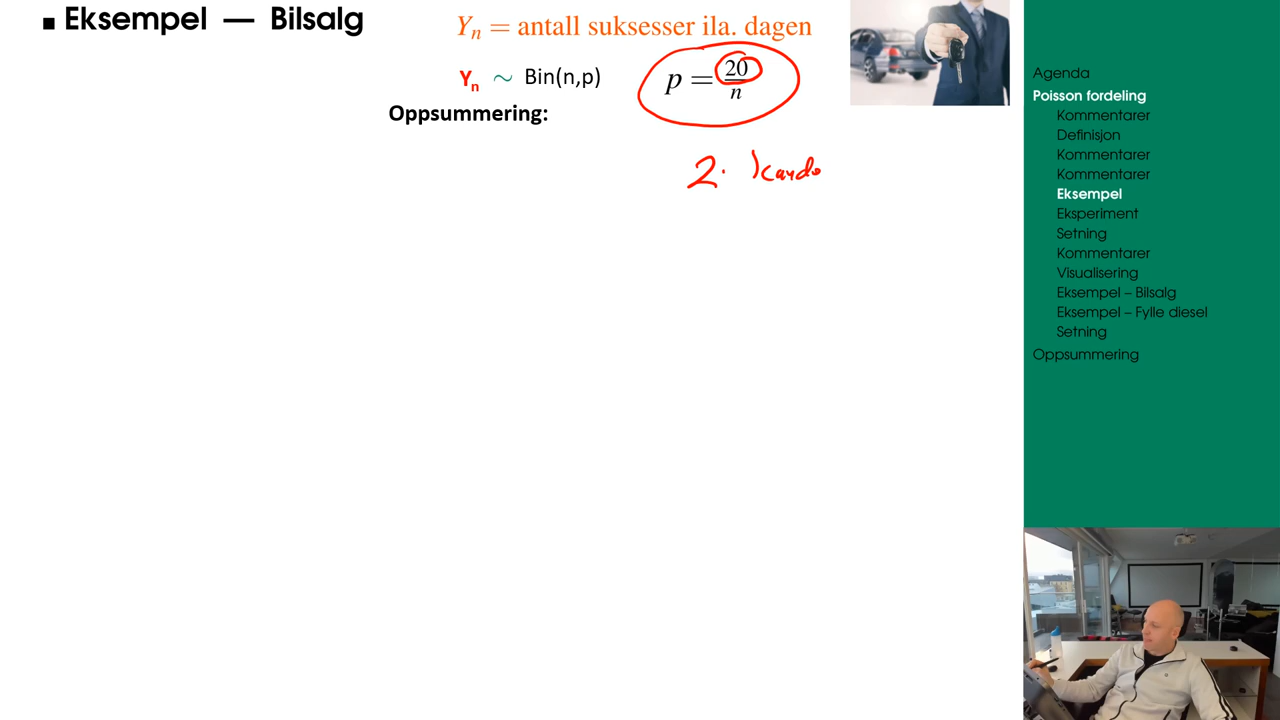 ▪ Eksempel — Bilsalg
Yn = antall suksesser ila. dagen
Yn ~ Bin(n,p)
p = 20/n
Oppsummering:
2.
Agenda
Poisson fordeling
Kommentarer
Definisjon
Kommentarer
Kommentarer
Eksempel
Eksperiment
Setning
Kommentarer
Visualisering
Eksempel – Bilsalg
Eksempel – Fylle diesel
Setning
Oppsummering